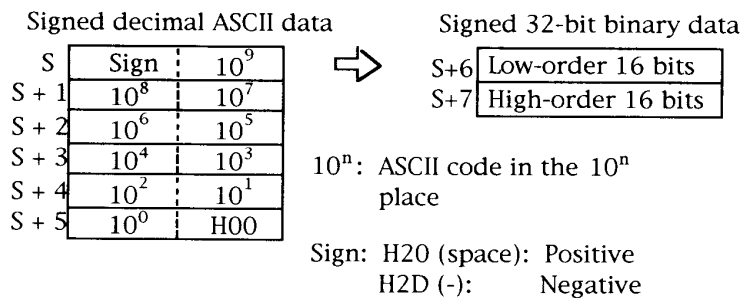 Signed decimal ASCII data
Signed 32-bit binary data
S Sign 10⁹
S + 1 10⁸ 10⁷
S + 2 10⁶ 10⁵
S + 3 10⁴ 10³
S + 4 10² 10¹
S + 5 10⁰ H00
S+6 Low-order 16 bits
S+7 High-order 16 bits
10ⁿ: ASCII code in the 10ⁿ
place
Sign: H20 (space): Positive
H2D (-): Negative